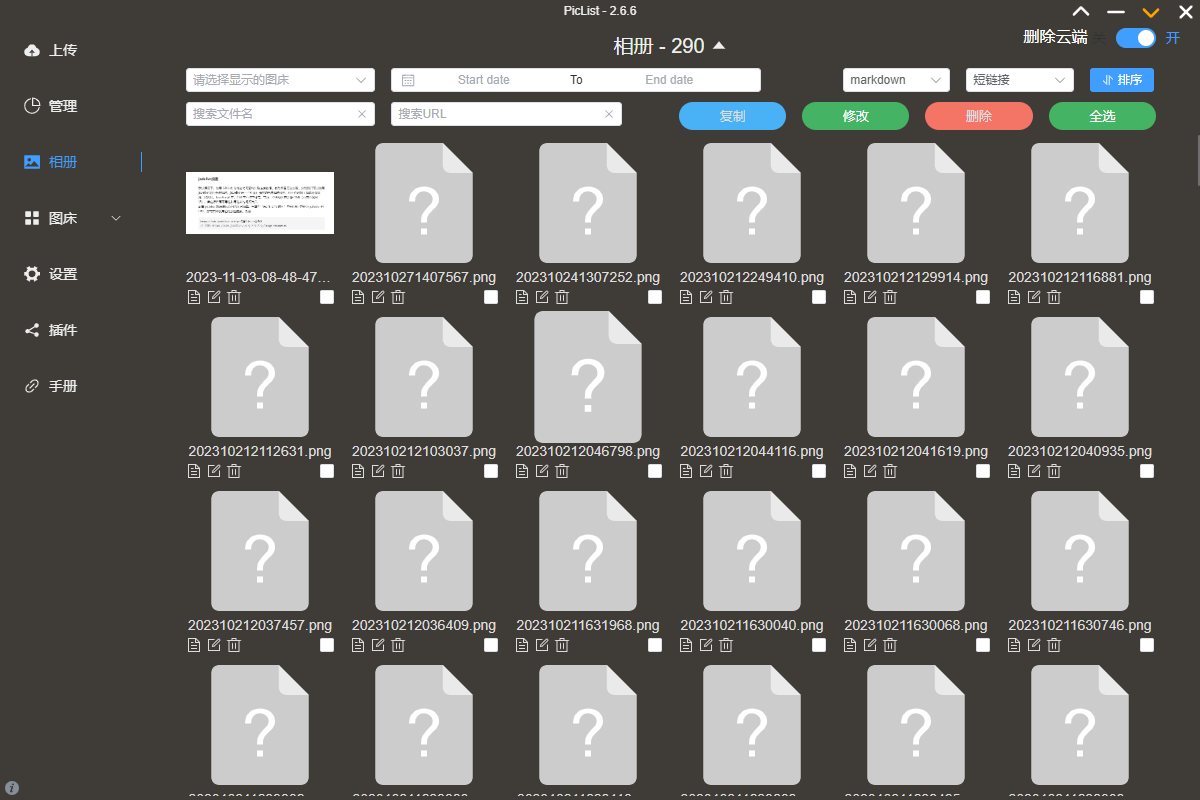 PicList - 2.6.6
删除云端
开
上传
管理
相册
图床
设置
插件
手册
相册 - 290
请选择显示的图床
Start date To End date
markdown
短链接
排序
搜索文件名
搜索URL
复制
修改
删除
全选
2023-11-03-08-48-47...
202310271407567.png
202310241307252.png
202310212249410.png
202310212129914.png
202310212116881.png
202310212112631.png
202310212103037.png
202310212046798.png
202310212044116.png
202310212041619.png
202310212040935.png
202310212037457.png
202310212036409.png
202310211631968.png
202310211630040.png
202310211630068.png
202310211630746.png